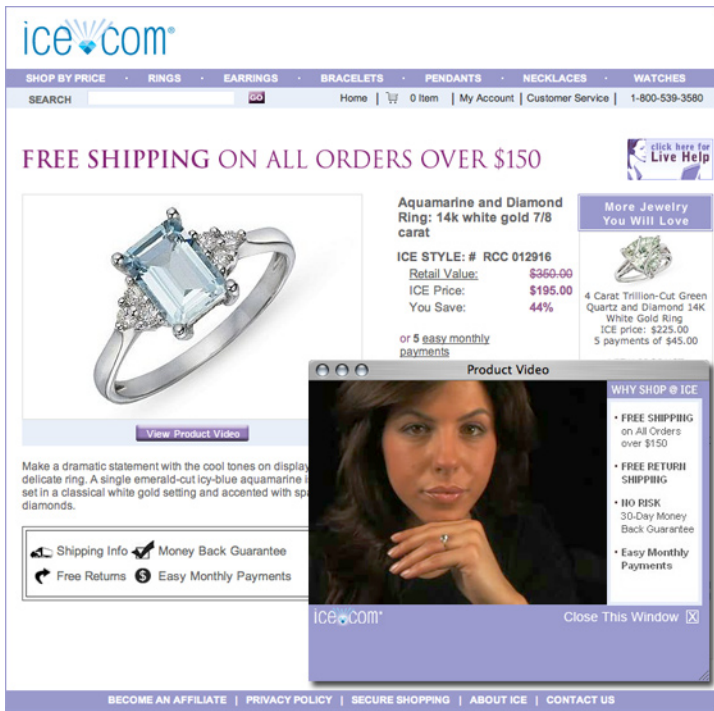 ice.com
SHOP BY PRICE · RINGS · EARRINGS · BRACELETS · PENDANTS · NECKLACES · WATCHES
SEARCH GO Home | 0 Item | My Account | Customer Service | 1-800-539-3580
FREE SHIPPING ON ALL ORDERS OVER $150
click here for
Live Help
Aquamarine and Diamond
Ring: 14k white gold 7/8
carat
ICE STYLE: # RCC 012916
Retail Value: $350.00
ICE Price: $195.00
You Save: 44%
or 5 easy monthly
payments
More Jewelry
You Will Love
4 Carat Trillion-Cut Green
Quartz and Diamond 14K
White Gold Ring
ICE price: $225.00
5 payments of $45.00
View Product Video
Make a dramatic statement with the cool tones on display
delicate ring. A single emerald-cut icy-blue aquamarine
set in a classical white gold setting and accented with
diamonds.
Shipping Info Money Back Guarantee
Free Returns Easy Monthly Payments
Product Video
WHY SHOP @ ICE
• FREE SHIPPING
on All Orders
over $150
• FREE RETURN
SHIPPING
• NO RISK
30-Day Money
Back Guarantee
• Easy Monthly
Payments
ice.com
Close This Window X
BECOME AN AFFILIATE | PRIVACY POLICY | SECURE SHOPPING | ABOUT ICE | CONTACT US